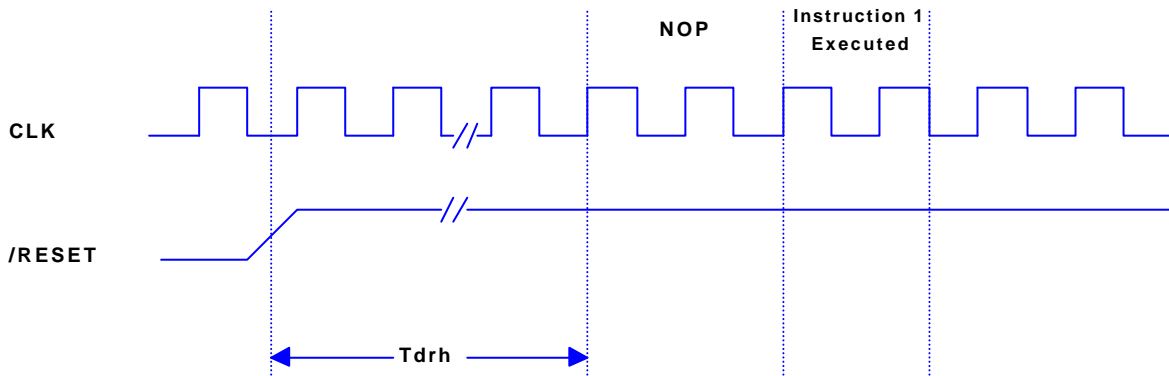 NOP
Instruction 1
Executed
CLK
/RESET
Tdrh